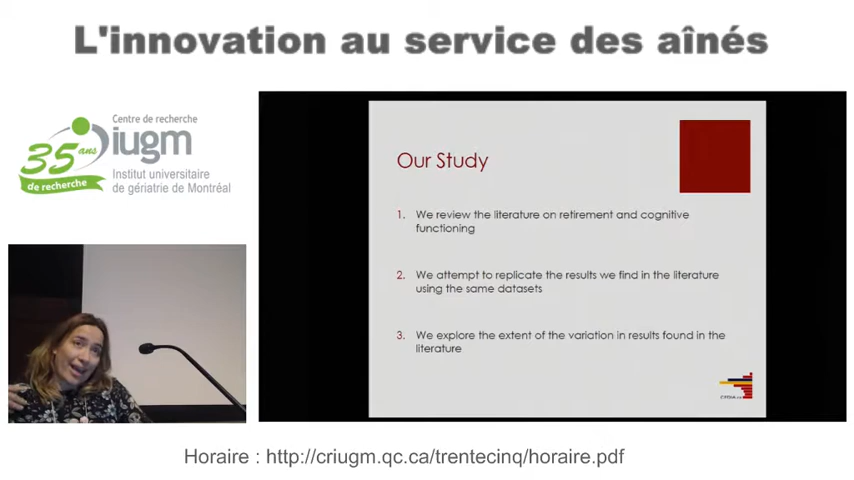 L'innovation au service des aînés
Centre de recherche
iugm
35 ans
de recherche
Institut universitaire
de gériatrie de Montréal
Our Study
1. We review the literature on retirement and cognitive
functioning
2. We attempt to replicate the results we find in the literature
using the same datasets
3. We explore the extent of the variation in results found in the
literature
Horaire : http://criugm.qc.ca/trentecinq/horaire.pdf